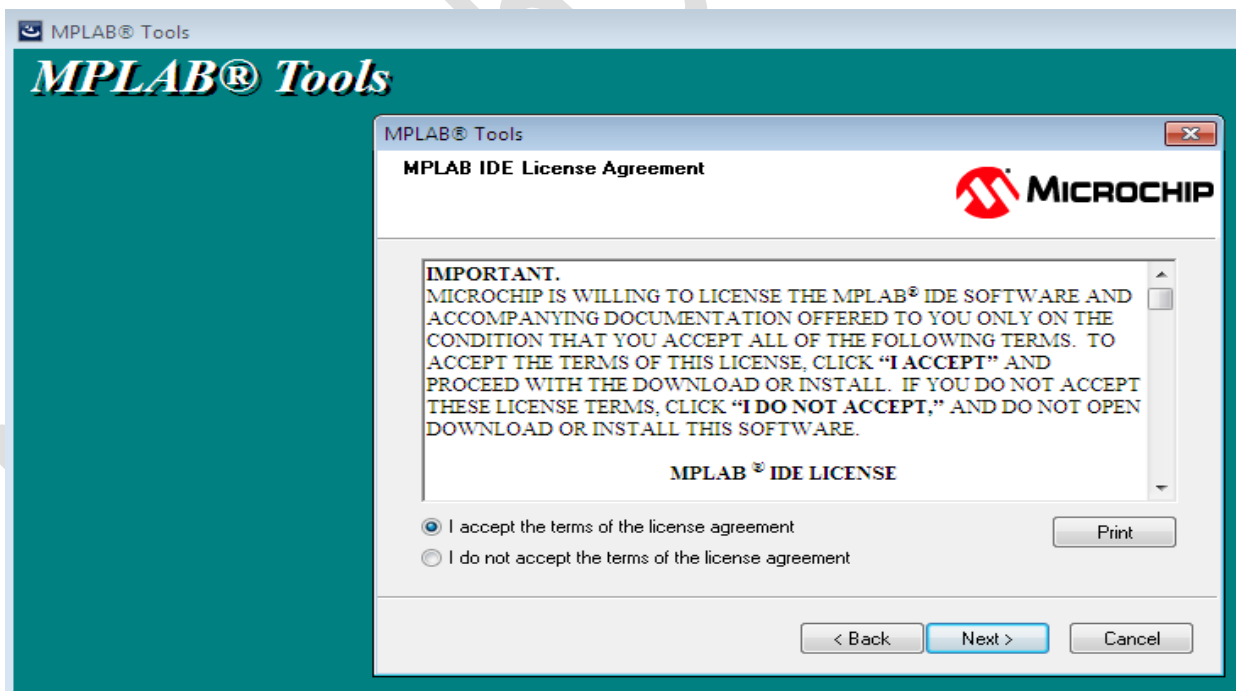 MPLAB® Tools
MPLAB® Tools
MPLAB® Tools
MPLAB IDE License Agreement
MICROCHIP
IMPORTANT.
MICROCHIP IS WILLING TO LICENSE THE MPLAB® IDE SOFTWARE AND
ACCOMPANYING DOCUMENTATION OFFERED TO YOU ONLY ON THE
CONDITION THAT YOU ACCEPT ALL OF THE FOLLOWING TERMS. TO
ACCEPT THE TERMS OF THIS LICENSE, CLICK “I ACCEPT” AND
PROCEED WITH THE DOWNLOAD OR INSTALL. IF YOU DO NOT ACCEPT
THESE LICENSE TERMS, CLICK “I DO NOT ACCEPT,” AND DO NOT OPEN
DOWNLOAD OR INSTALL THIS SOFTWARE.
MPLAB ® IDE LICENSE
I accept the terms of the license agreement
Print
I do not accept the terms of the license agreement
< Back
Next >
Cancel